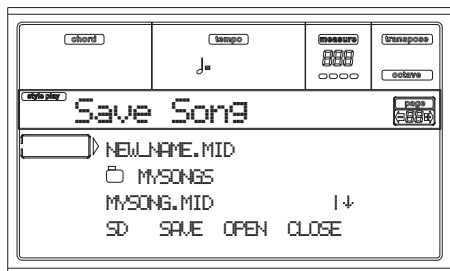 chord tempo measure transpose
888
octave
style play
Save Song
page
88
NEW_NAME.MID
MYSONGS
MYSONG.MID
SD SAVE OPEN CLOSE